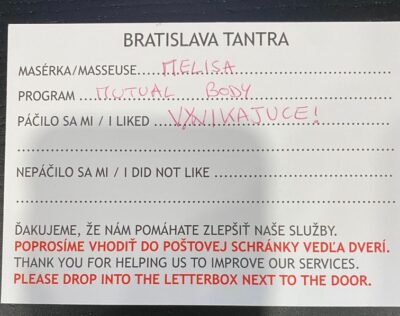 BRATISLAVA TANTRA
MASÉRKA/MASSEUSE.....MELISA
PROGRAM.....MUTUAL BODY
PÁČILO SA MI / I LIKED VYNIKAJUCE!
NEPÁČILO SA MI / I DID NOT LIKE
ĎAKUJEME, ŽE NÁM POMÁHATE ZLEPŠIŤ NAŠE SLUŽBY.
POPROSÍME VHODIŤ DO POŠTOVEJ SCHRÁNKY VEDĽA DVERÍ.
THANK YOU FOR HELPING US TO IMPROVE OUR SERVICES.
PLEASE DROP INTO THE LETTERBOX NEXT TO THE DOOR.